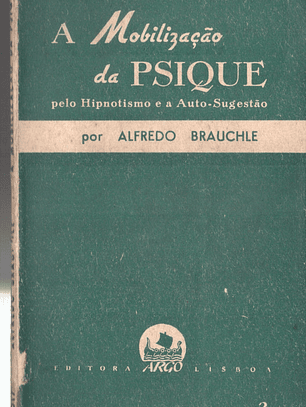 A Mobilização
da PSIQUE
pelo Hipnotismo e a Auto-Sugestão
por ALFREDO BRAUCHLE
EDITORA ARGO LISBOA